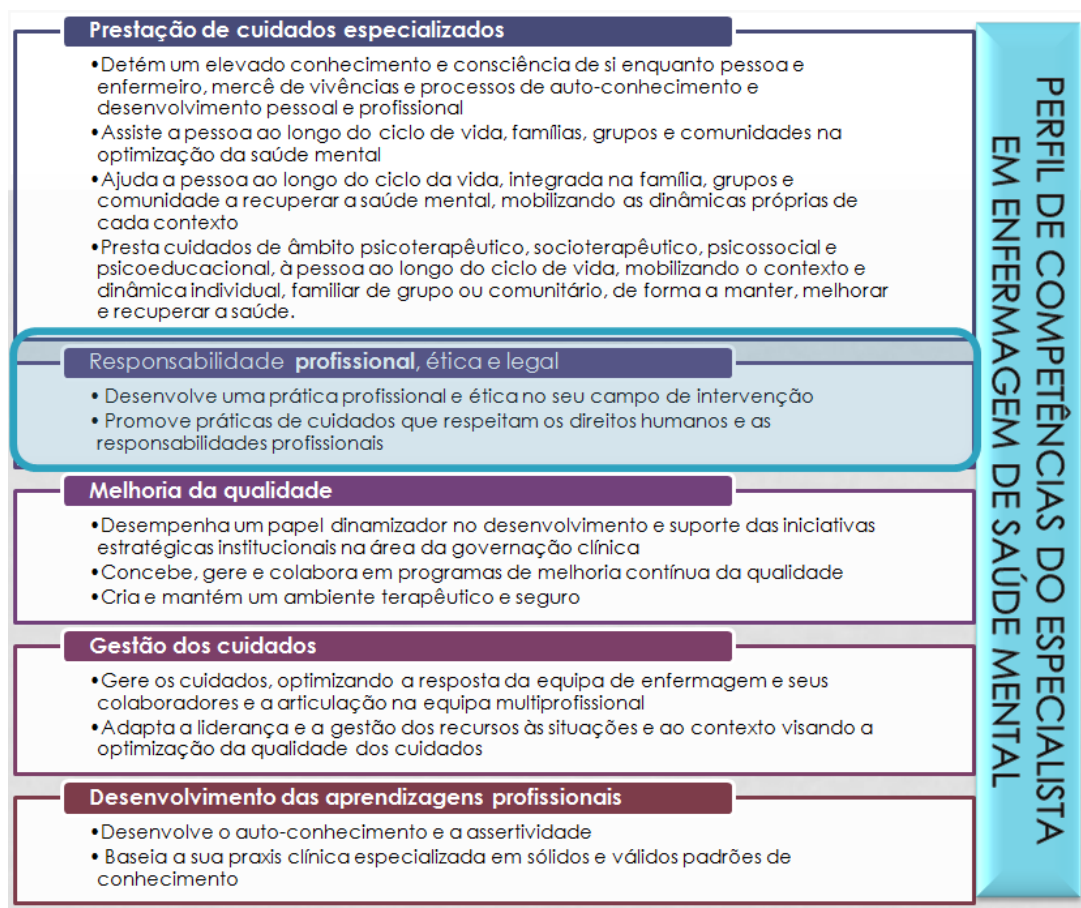 Prestação de cuidados especializados
•Detém um elevado conhecimento e consciência de si enquanto pessoa e
enfermeiro, mercê de vivências e processos de auto-conhecimento e
desenvolvimento pessoal e profissional
•Assiste a pessoa ao longo do ciclo de vida, famílias, grupos e comunidades na
optimização da saúde mental
•Ajuda a pessoa ao longo do ciclo da vida, integrada na família, grupos e
comunidade a recuperar a saúde mental, mobilizando as dinâmicas próprias de
cada contexto
•Presta cuidados de âmbito psicoterapêutico, socioterapêutico, psicossocial e
psicoeducacional, à pessoa ao longo do ciclo de vida, mobilizando o contexto e
dinâmica individual, familiar de grupo ou comunitário, de forma a manter, melhorar
e recuperar a saúde.
Responsabilidade profissional, ética e legal
• Desenvolve uma prática profissional e ética no seu campo de intervenção
• Promove práticas de cuidados que respeitam os direitos humanos e as
responsabilidades profissionais
Melhoria da qualidade
•Desempenha um papel dinamizador no desenvolvimento e suporte das iniciativas
estratégicas institucionais na área da governação clínica
•Concebe, gere e colabora em programas de melhoria contínua da qualidade
•Cria e mantém um ambiente terapêutico e seguro
Gestão dos cuidados
•Gere os cuidados, optimizando a resposta da equipa de enfermagem e seus
colaboradores e a articulação na equipa multiprofissional
•Adapta a liderança e a gestão dos recursos às situações e ao contexto visando a
optimização da qualidade dos cuidados
Desenvolvimento das aprendizagens profissionais
•Desenvolve o auto-conhecimento e a assertividade
• Baseia a sua praxis clínica especializada em sólidos e válidos padrões de
conhecimento
PERFIL DE COMPETÊNCIAS DO ESPECIALISTA
EM ENFERMAGEM DE SAÚDE MENTAL